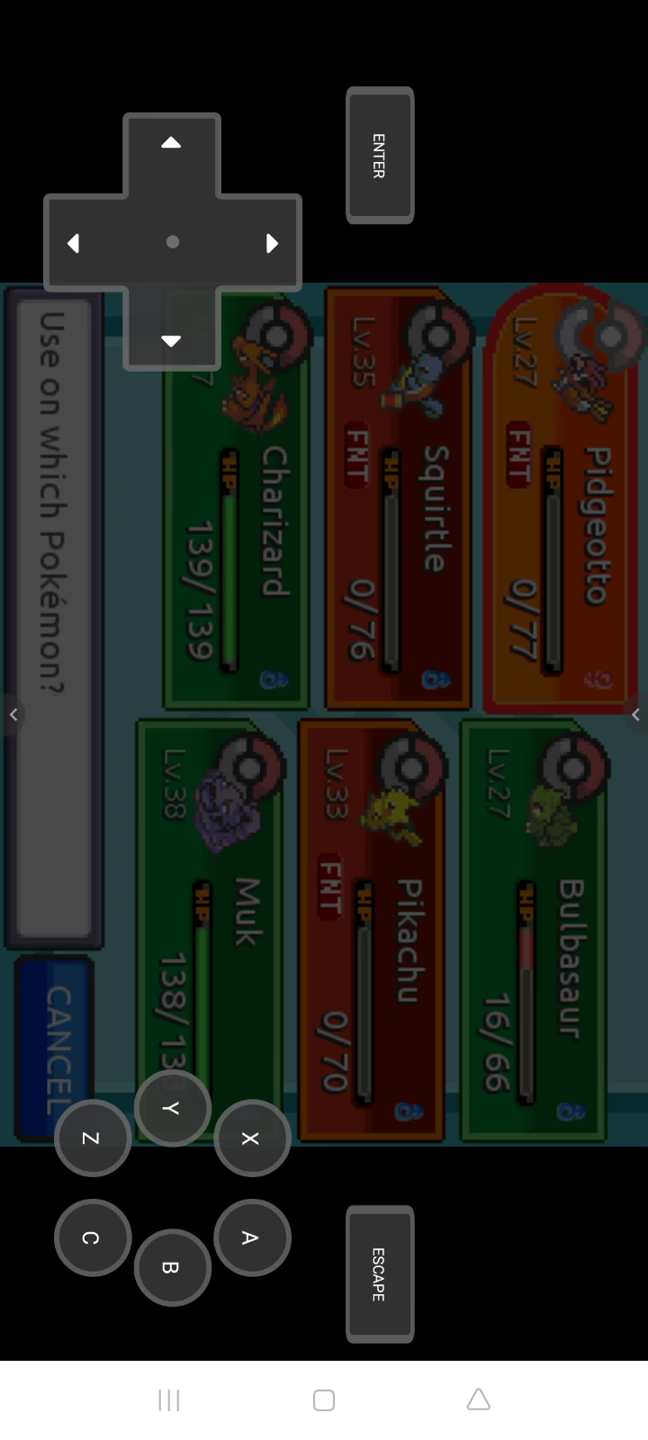 Pidgeotto
Lv.27
FNT
HP
0/77
Bulbasaur
Lv.27
HP
16/66
Squirtle
Lv.35
FNT
HP
0/76
Pikachu
Lv.33
FNT
HP
0/70
Charizard
HP
139/139
Muk
Lv.38
HP
Use on which Pokémon?
CANCEL
ENTER
ESCAPE
X
Y
Z
A
B
C